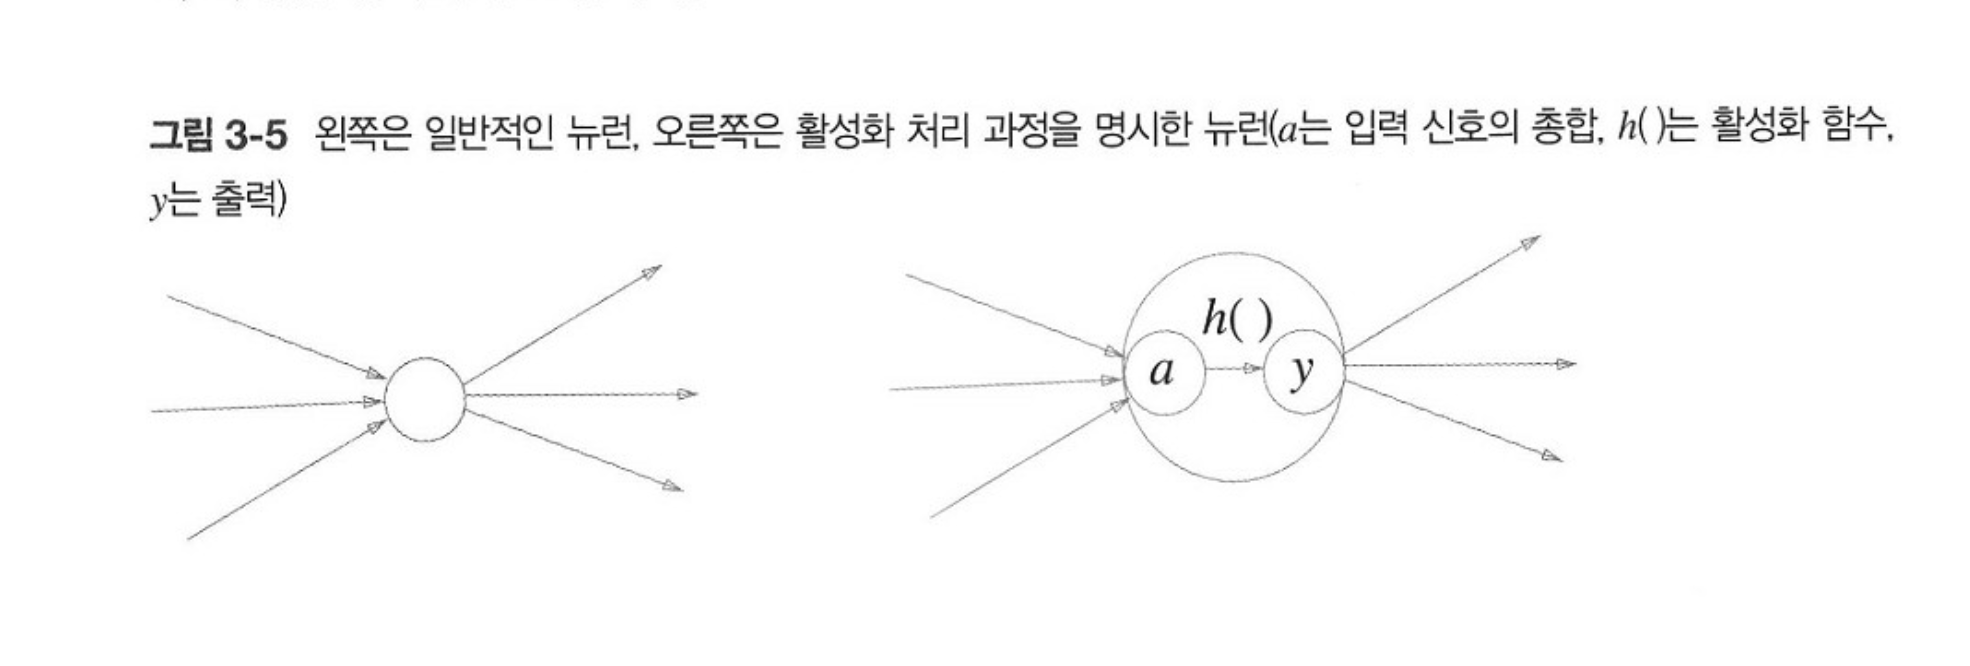 그림 3-5 왼쪽은 일반적인 뉴런, 오른쪽은 활성화 처리 과정을 명시한 뉴런(a는 입력 신호의 총합, h( )는 활성화 함수,
y는 출력)
h( )
a
y